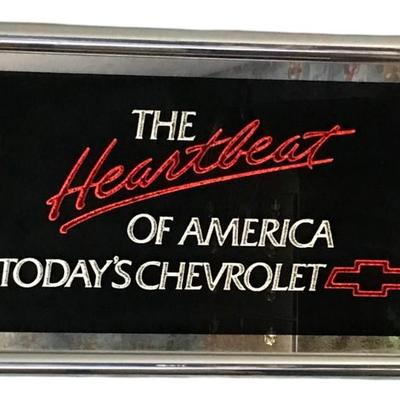 THE
Heartbeat
OF AMERICA
TODAY'S CHEVROLET